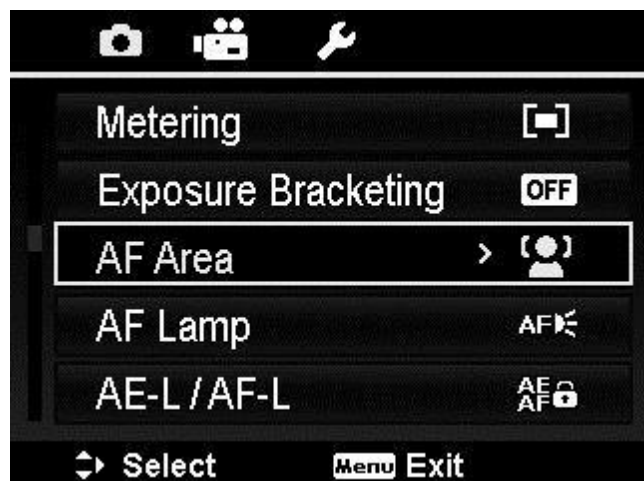 Metering
Exposure Bracketing OFF
AF Area >
AF Lamp AF
AE-L / AF-L AE AF
Select Menu Exit